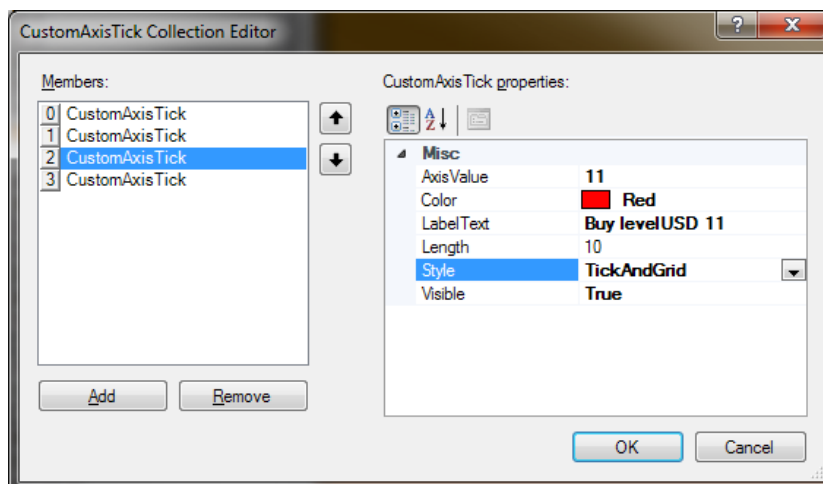 CustomAxisTick Collection Editor
Members:
0 CustomAxisTick
1 CustomAxisTick
2 CustomAxisTick
3 CustomAxisTick
Add
Remove
CustomAxisTick properties:
A
Z
Misc
AxisValue 11
Color Red
LabelText Buy levelUSD 11
Length 10
Style TickAndGrid
Visible True
OK
Cancel